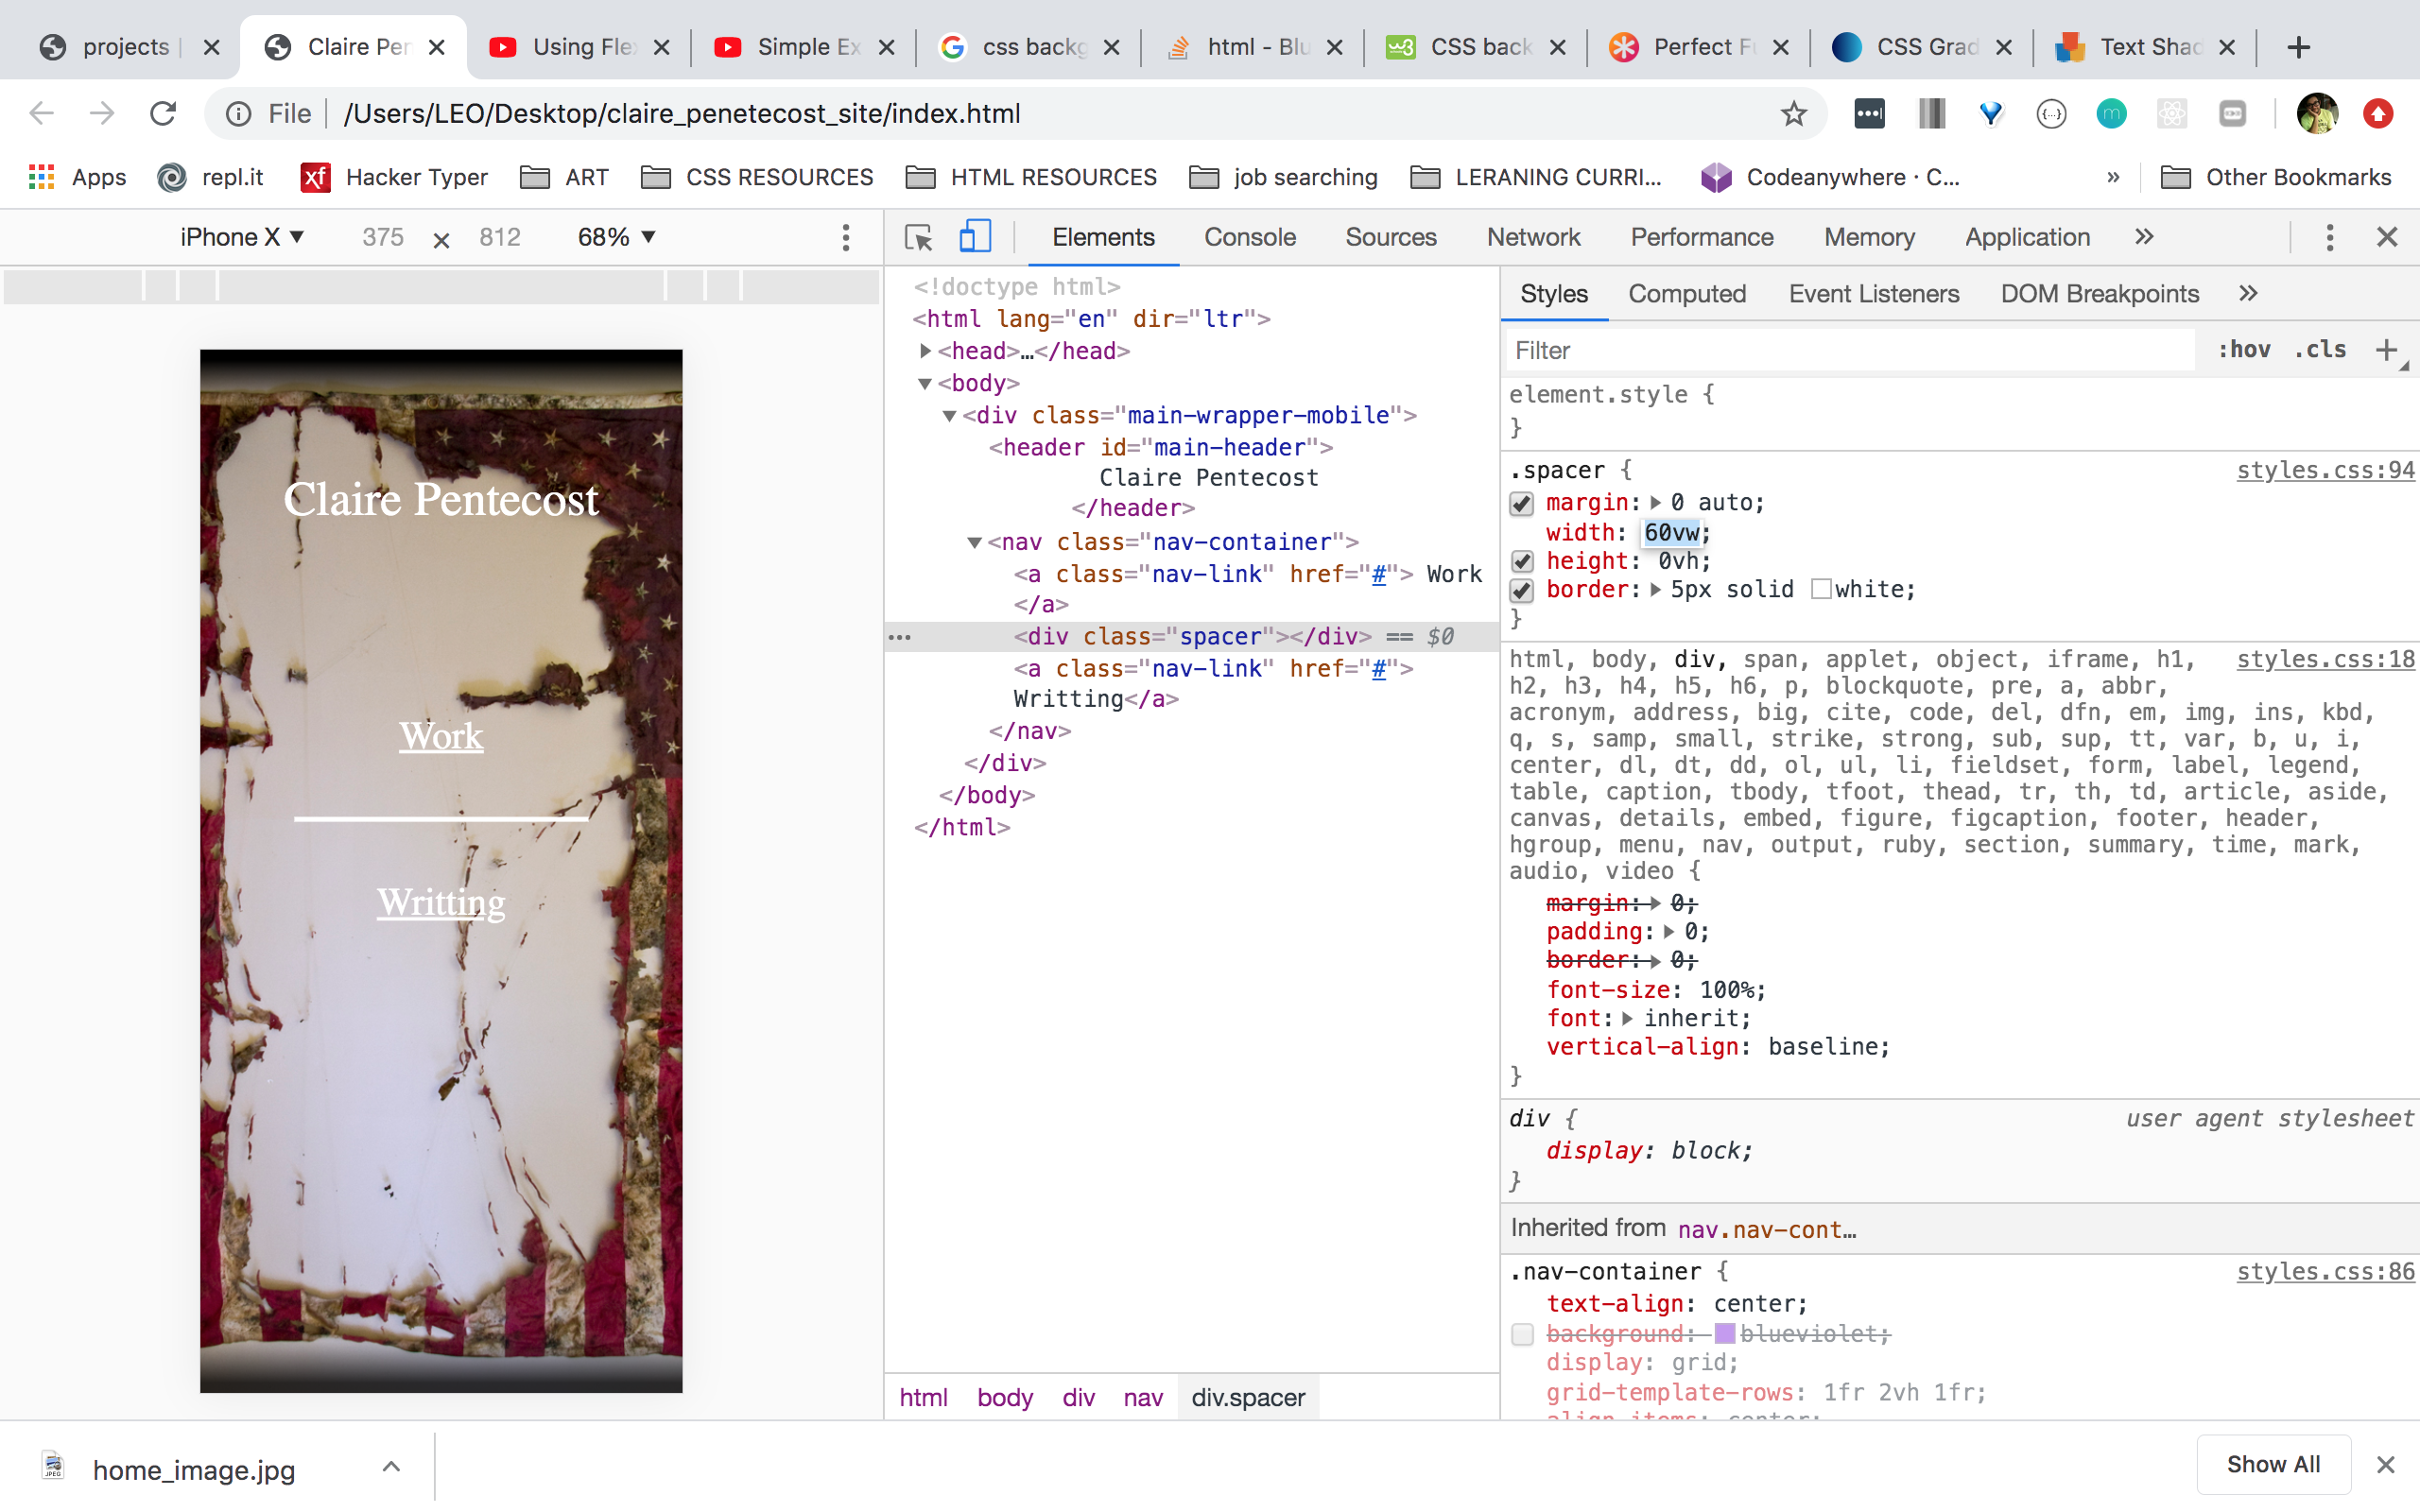 projects
Claire Per
Using Fle
Simple Ex
css backg
html - Blu
CSS back
Perfect Fu
CSS Grad
Text Shad
File /Users/LEO/Desktop/claire_penetecost_site/index.html
Apps repl.it Hacker Typer ART CSS RESOURCES HTML RESOURCES job searching LERANING CURRI... Codeanywhere · C... » Other Bookmarks
iPhone X ▼ 375 × 812 68% ▼
Elements Console Sources Network Performance Memory Application »
Claire Pentecost
Work
Writting
<!doctype html>
<html lang="en" dir="ltr">
<head>…</head>
<body>
<div class="main-wrapper-mobile">
<header id="main-header">
Claire Pentecost
</header>
<nav class="nav-container">
<a class="nav-link" href="#"> Work
</a>
<div class="spacer"></div> == $0
<a class="nav-link" href="#">
Writting</a>
</nav>
</div>
</body>
</html>
html body div nav div.spacer
Styles Computed Event Listeners DOM Breakpoints »
Filter :hov .cls +
element.style {
}
.spacer { styles.css:94
margin: 0 auto;
width: 60vw;
height: 0vh;
border: 5px solid white;
}
html, body, div, span, applet, object, iframe, h1, styles.css:18
h2, h3, h4, h5, h6, p, blockquote, pre, a, abbr,
acronym, address, big, cite, code, del, dfn, em, img, ins, kbd,
q, s, samp, small, strike, strong, sub, sup, tt, var, b, u, i,
center, dl, dt, dd, ol, ul, li, fieldset, form, label, legend,
table, caption, tbody, tfoot, thead, tr, th, td, article, aside,
canvas, details, embed, figure, figcaption, footer, header,
hgroup, menu, nav, output, ruby, section, summary, time, mark,
audio, video {
margin: 0;
padding: 0;
border: 0;
font-size: 100%;
font: inherit;
vertical-align: baseline;
}
div { user agent stylesheet
display: block;
}
Inherited from nav.nav-cont…
.nav-container { styles.css:86
text-align: center;
background: blueviolet;
display: grid;
grid-template-rows: 1fr 2vh 1fr;
align-items: center;
JPEG
home_image.jpg
Show All